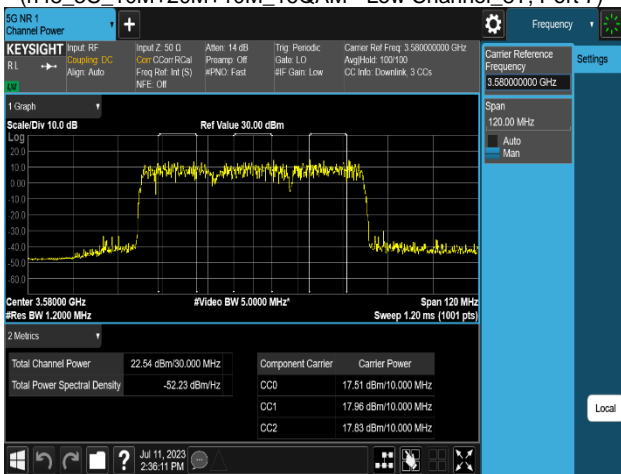 (n48_3C_10M+20M+10M_16QAM - Low Channel_3T, Port 7)
5G NR 1
Channel Power
+
Frequency
KEYSIGHT
RL
LW
Input: RF
Coupling: DC
Align: Auto
Input Z: 50 Ω
Corr CCorr RCal
Freq Ref: Int (S)
NFE: Off
Atten: 14 dB
Preamp: Off
#PNO: Fast
Trig: Periodic
Gate: LO
#IF Gain: Low
Carrier Ref Freq: 3.580000000 GHz
Avg|Hold: 100/100
CC Info: Downlink, 3 CCs
Carrier Reference
Frequency
3.580000000 GHz
Settings
Span
120.00 MHz
Auto
Man
1 Graph
Scale/Div 10.0 dB
Ref Value 30.00 dBm
Log
20.0
10.0
0.00
-10.0
-20.0
-30.0
-40.0
-50.0
-60.0
Center 3.58000 GHz
#Video BW 5.0000 MHz*
Span 120 MHz
#Res BW 1.2000 MHz
Sweep 1.20 ms (1001 pts)
2 Metrics
Total Channel Power 22.54 dBm/30.000 MHz
Total Power Spectral Density -52.23 dBm/Hz
Component Carrier Carrier Power
CC0 17.51 dBm/10.000 MHz
CC1 17.96 dBm/10.000 MHz
CC2 17.83 dBm/10.000 MHz
Local
?
Jul 11, 2023
2:36:11 PM